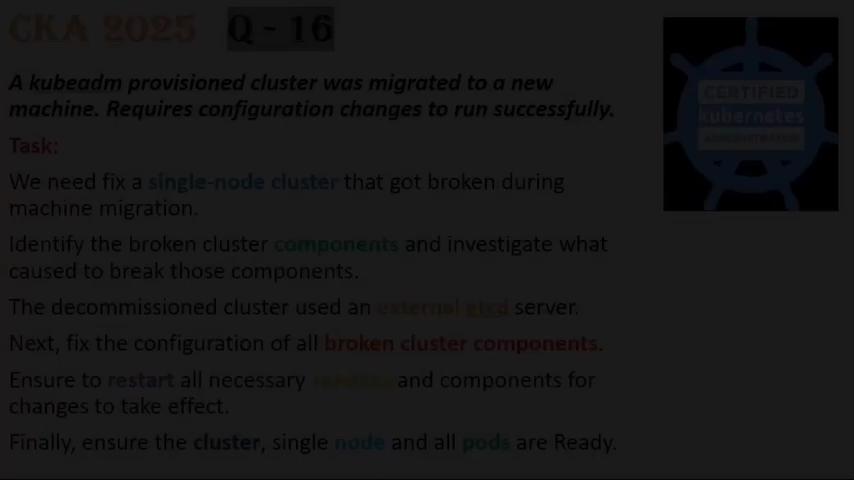 CKA 2025 Q - 16
A kubeadm provisioned cluster was migrated to a new
machine. Requires configuration changes to run successfully.
Task:
We need fix a single-node cluster that got broken during
machine migration.
Identify the broken cluster components and investigate what
caused to break those components.
The decommissioned cluster used an external etcd server.
Next, fix the configuration of all broken cluster components.
Ensure to restart all necessary services and components for
changes to take effect.
Finally, ensure the cluster, single node and all pods are Ready.
CERTIFIED
kubernetes
ADMINISTRATOR